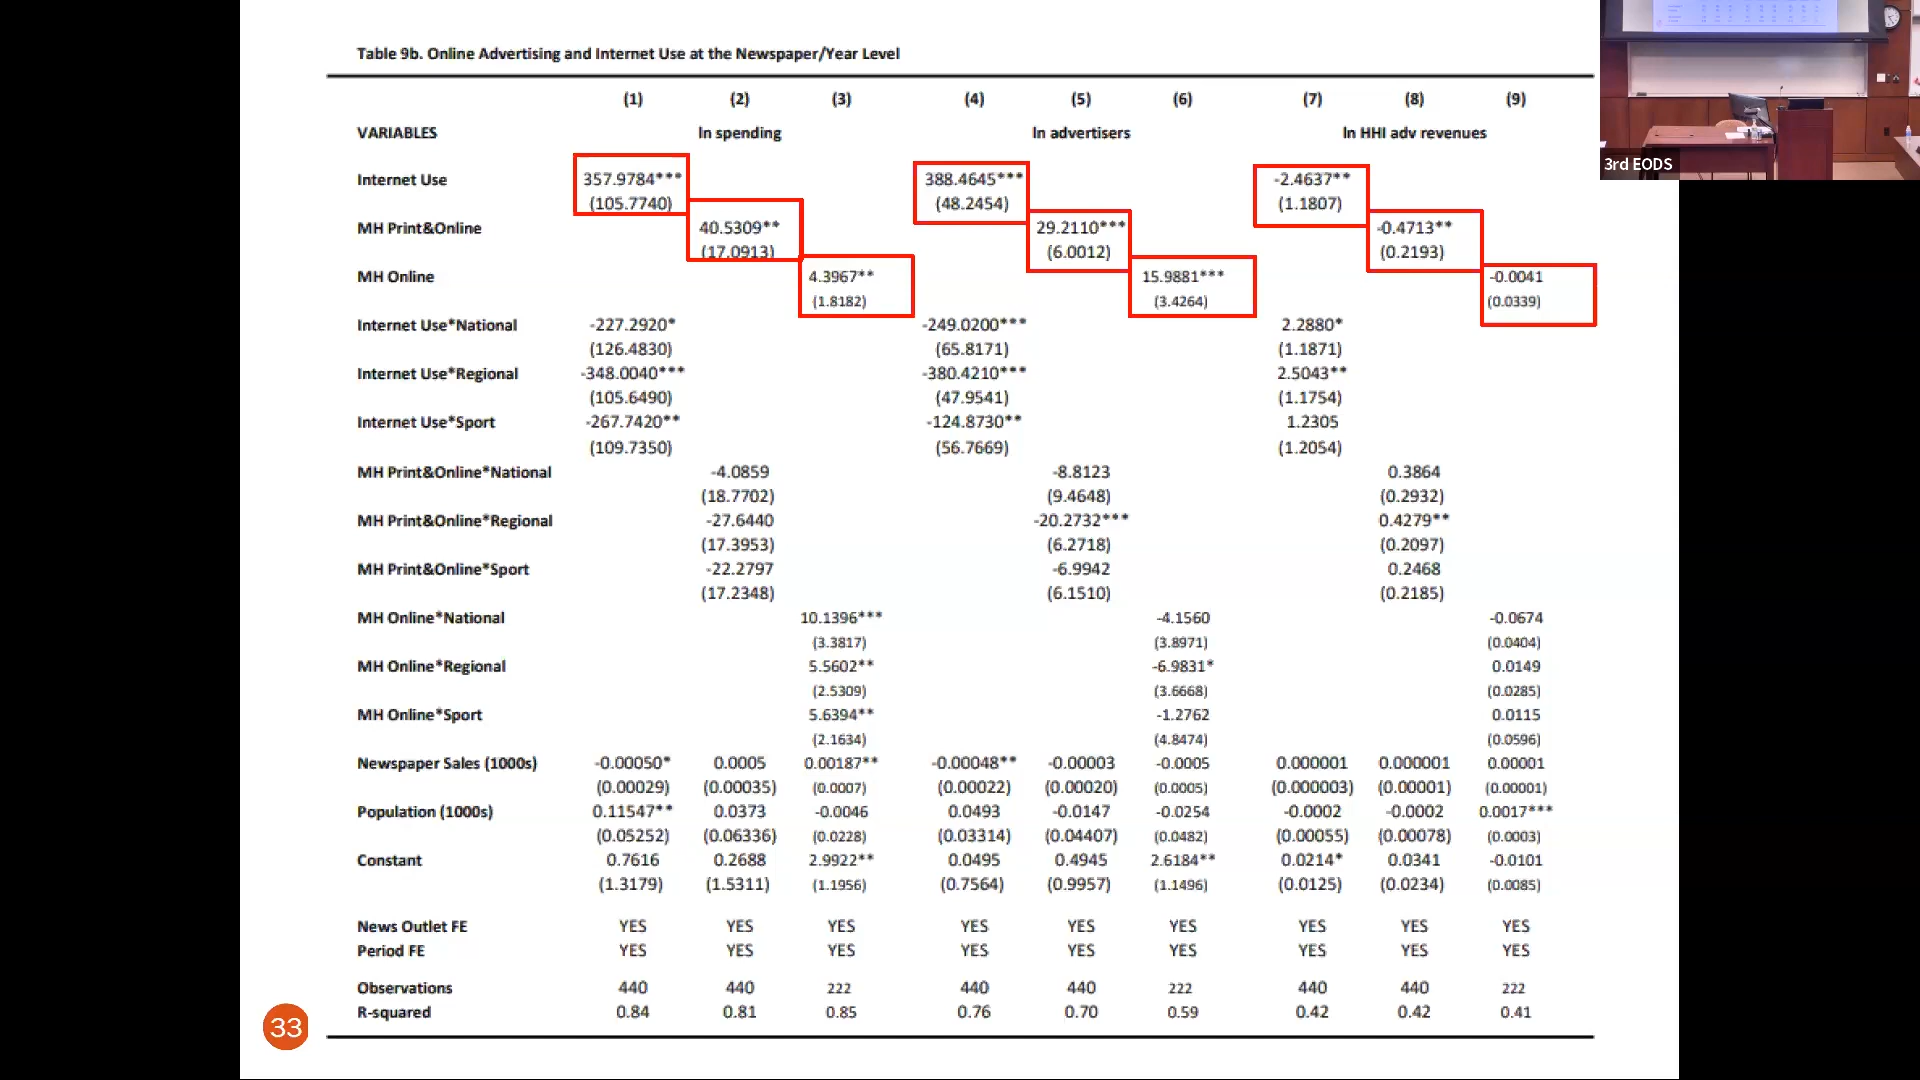 Table 9b. Online Advertising and Internet Use at the Newspaper/Year Level
(1) (2) (3) (4) (5) (6) (7) (8) (9)
VARIABLES ln spending ln advertisers ln HHI adv revenues
Internet Use 357.9784*** 388.4645*** -2.4637**
(105.7740) (48.2454) (1.1807)
MH Print&Online 40.5309** 29.2110*** -0.4713**
(17.0913) (6.0012) (0.2193)
MH Online 4.3967** 15.9881*** -0.0041
(1.8182) (3.4264) (0.0339)
Internet Use*National -227.2920* -249.0200*** 2.2880*
(126.4830) (65.8171) (1.1871)
Internet Use*Regional -348.0040*** -380.4210*** 2.5043**
(105.6490) (47.9541) (1.1754)
Internet Use*Sport -267.7420** -124.8730** 1.2305
(109.7350) (56.7669) (1.2054)
MH Print&Online*National -4.0859 -8.8123 0.3864
(18.7702) (9.4648) (0.2932)
MH Print&Online*Regional -27.6440 -20.2732*** 0.4279**
(17.3953) (6.2718) (0.2097)
MH Print&Online*Sport -22.2797 -6.9942 0.2468
(17.2348) (6.1510) (0.2185)
MH Online*National 10.1396*** -4.1560 -0.0674
(3.3817) (3.8971) (0.0404)
MH Online*Regional 5.5602** -6.9831* 0.0149
(2.5309) (3.6668) (0.0285)
MH Online*Sport 5.6394** -1.2762 0.0115
(2.1634) (4.8474) (0.0596)
Newspaper Sales (1000s) -0.00050* 0.0005 0.00187** -0.00048** -0.00003 -0.0005 0.000001 0.000001 0.00001
(0.00029) (0.00035) (0.0007) (0.00022) (0.00020) (0.0005) (0.000003) (0.00001) (0.00001)
Population (1000s) 0.11547** 0.0373 -0.0046 0.0493 -0.0147 -0.0254 -0.0002 -0.0002 0.0017***
(0.05252) (0.06336) (0.0228) (0.03314) (0.04407) (0.0482) (0.00055) (0.00078) (0.0003)
Constant 0.7616 0.2688 2.9922** 0.0495 0.4945 2.6184** 0.0214* 0.0341 -0.0101
(1.3179) (1.5311) (1.1956) (0.7564) (0.9957) (1.1496) (0.0125) (0.0234) (0.0085)
News Outlet FE YES YES YES YES YES YES YES YES YES
Period FE YES YES YES YES YES YES YES YES YES
Observations 440 440 222 440 440 222 440 440 222
R-squared 0.84 0.81 0.85 0.76 0.70 0.59 0.42 0.42 0.41
33
3rd EODS